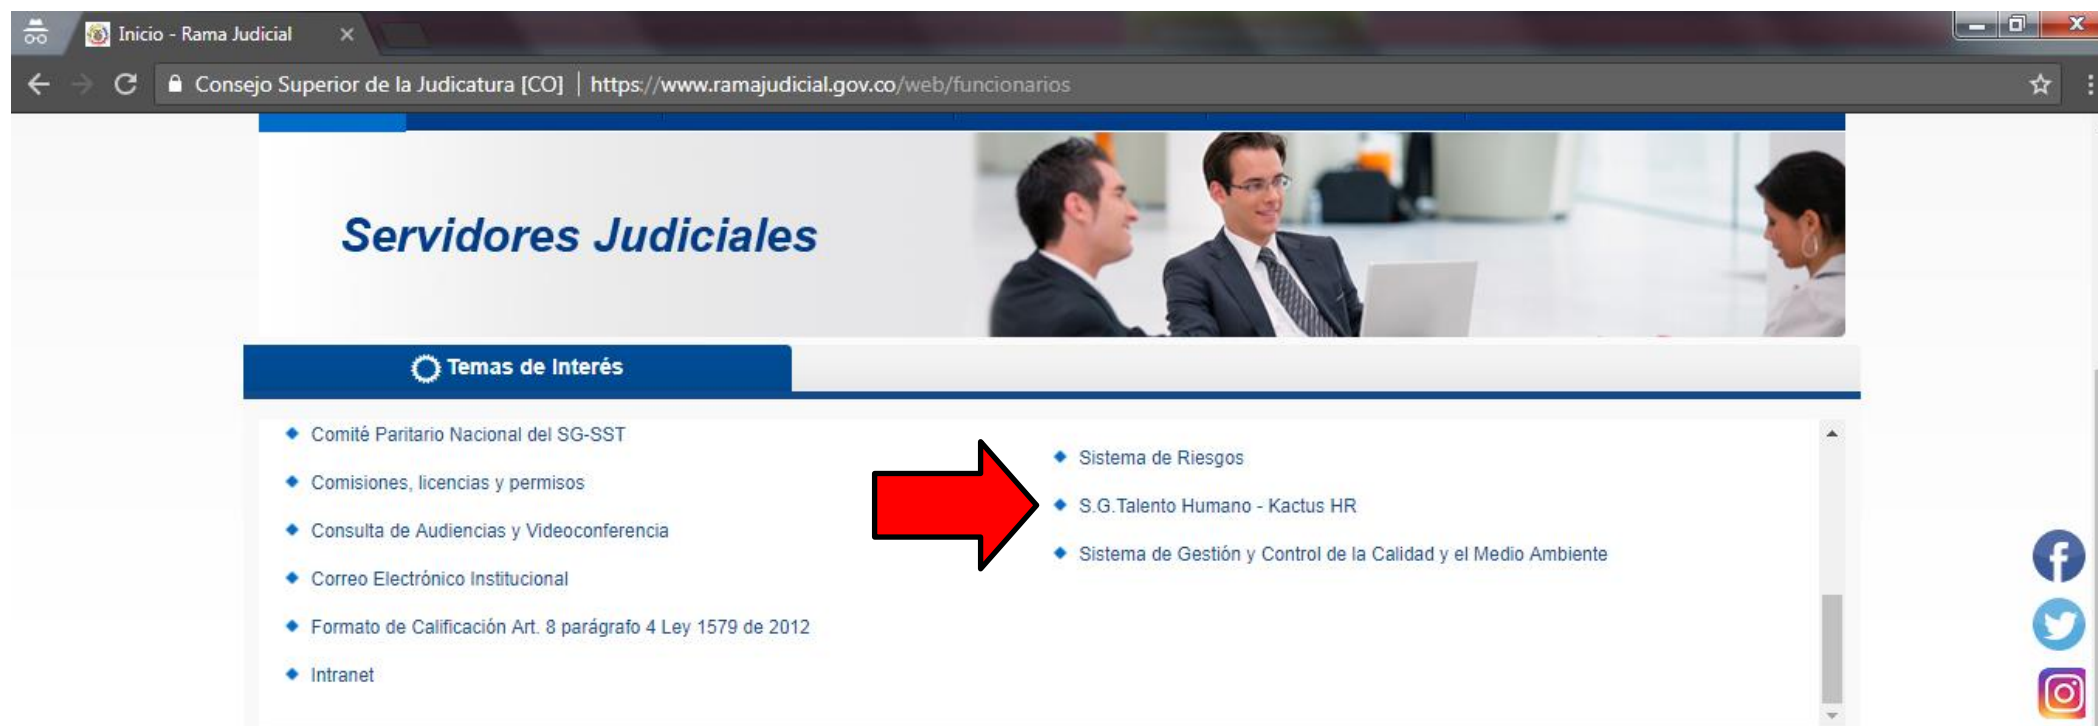 Inicio - Rama Judicial
Consejo Superior de la Judicatura [CO] | https://www.ramajudicial.gov.co/web/funcionarios
Servidores Judiciales
Temas de Interés
Comité Paritario Nacional del SG-SST
Comisiones, licencias y permisos
Consulta de Audiencias y Videoconferencia
Correo Electrónico Institucional
Formato de Calificación Art. 8 parágrafo 4 Ley 1579 de 2012
Intranet
Sistema de Riesgos
S.G.Talento Humano - Kactus HR
Sistema de Gestión y Control de la Calidad y el Medio Ambiente